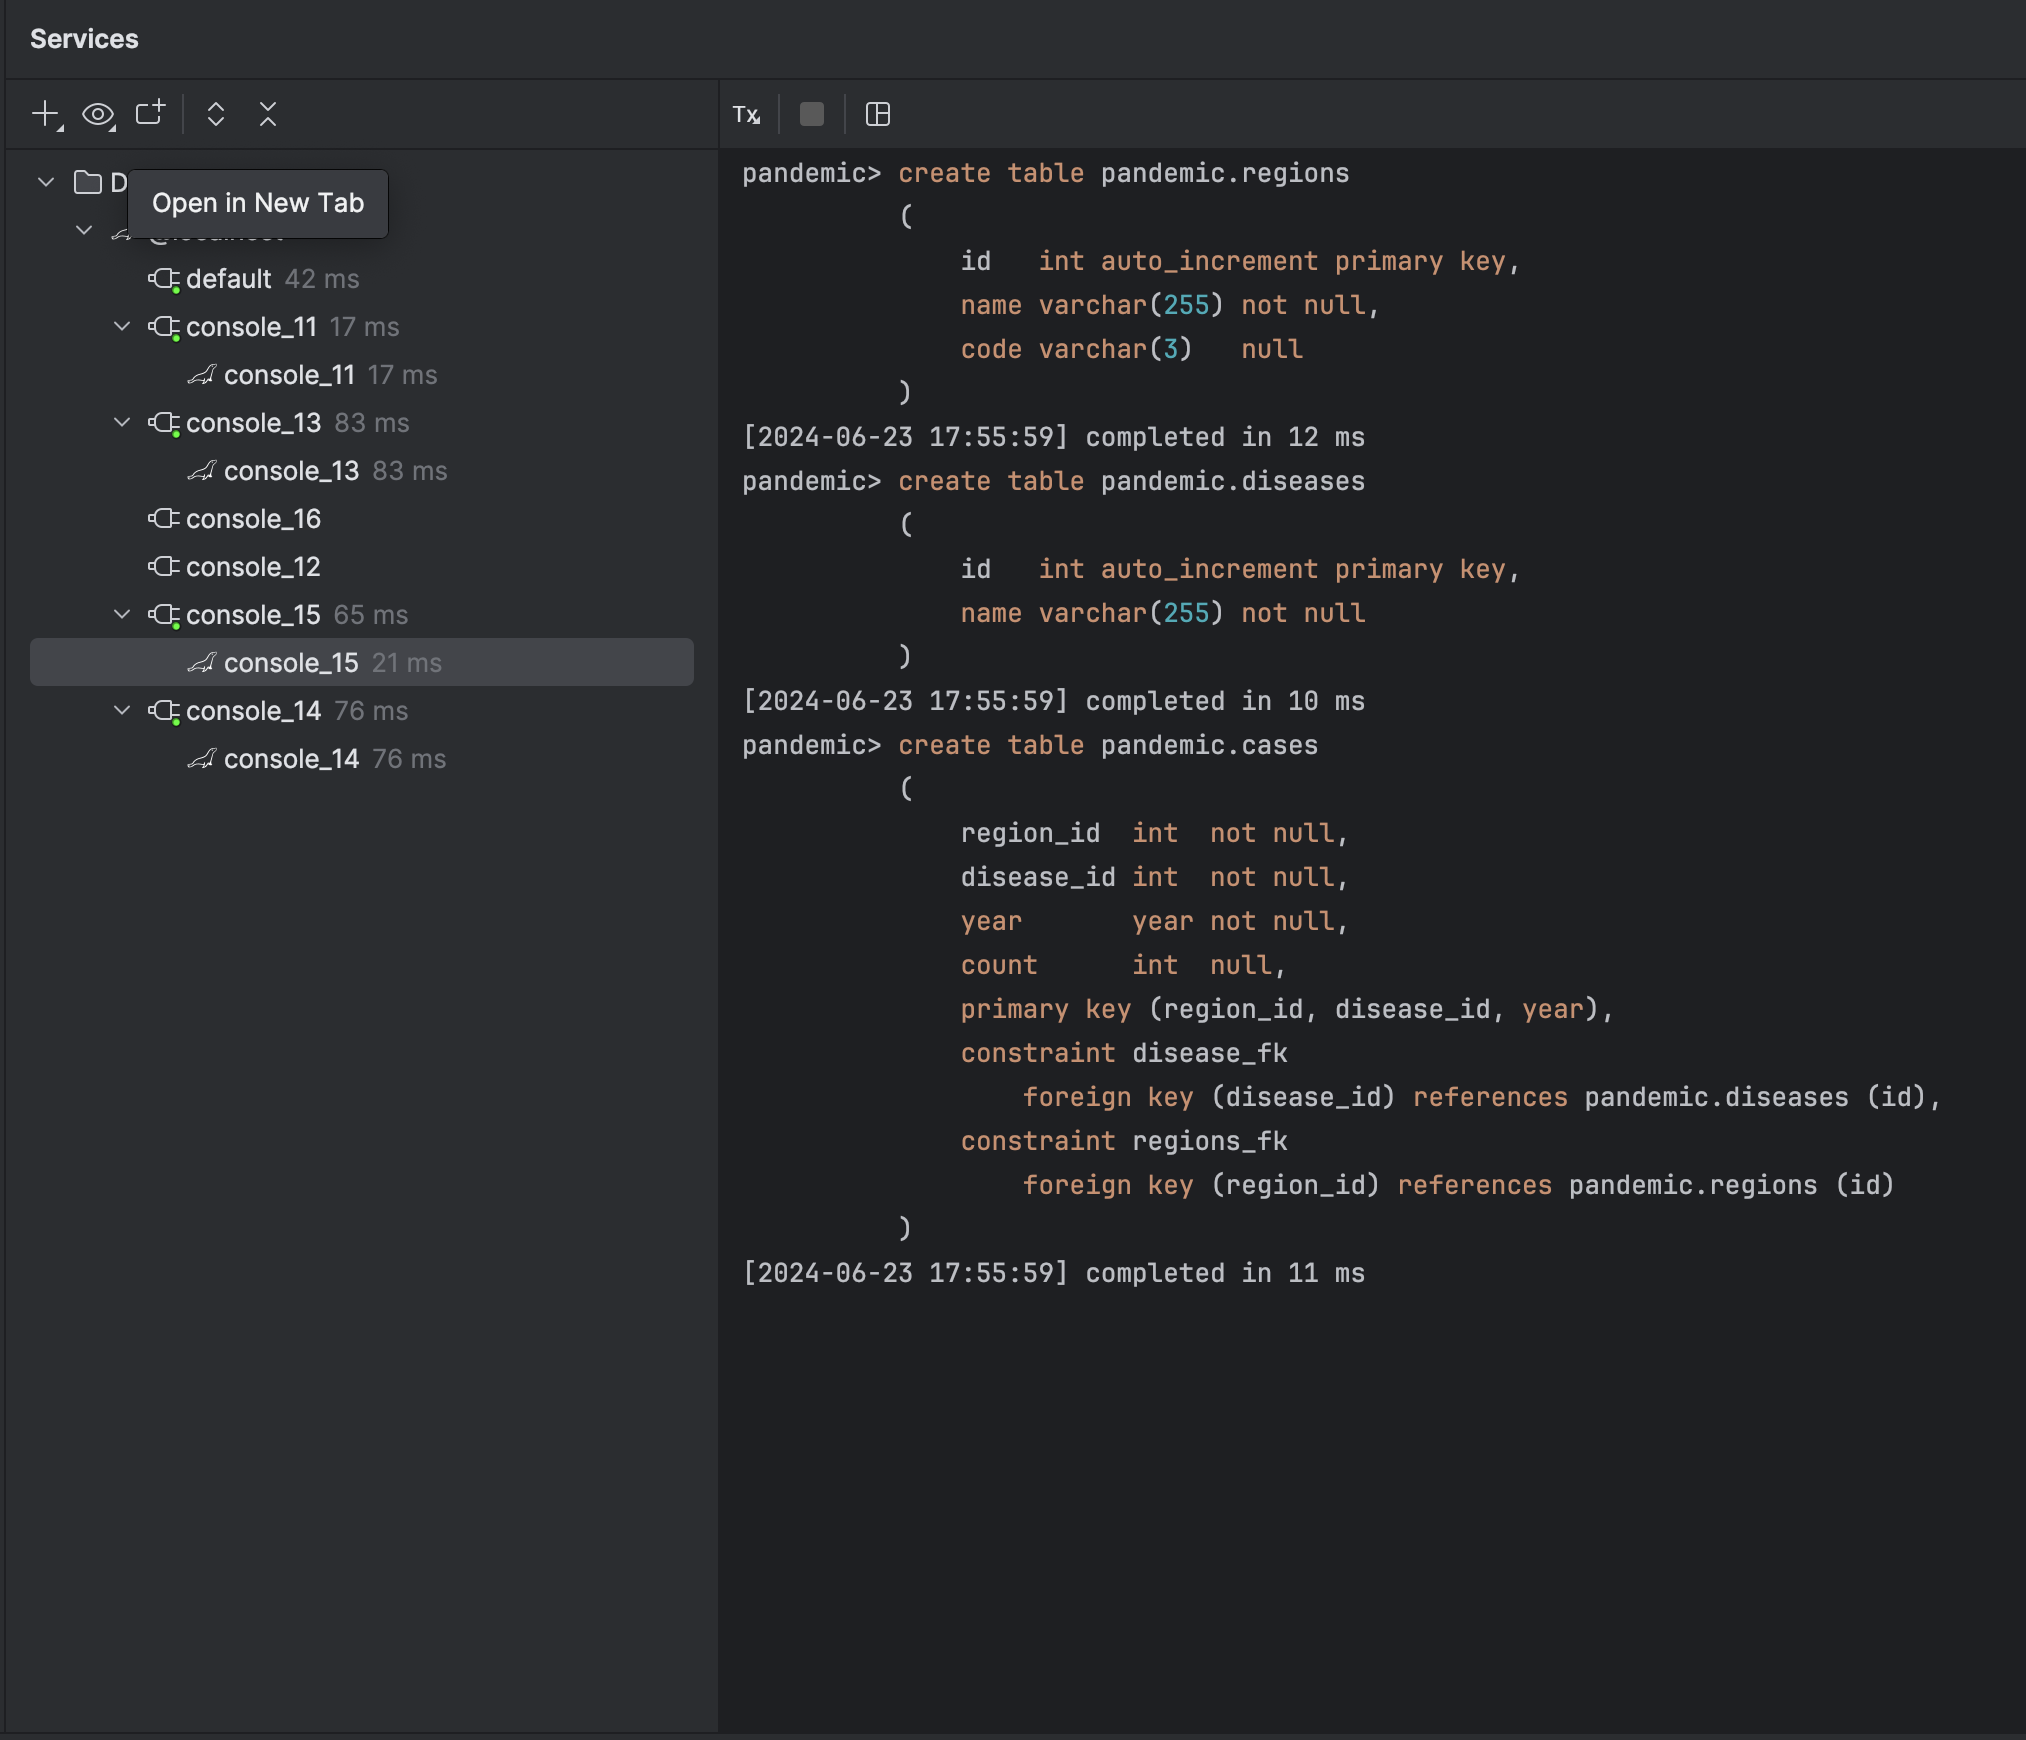 Services
Tx
D
Open in New Tab
default 42 ms
console_11 17 ms
console_11 17 ms
console_13 83 ms
console_13 83 ms
console_16
console_12
console_15 65 ms
console_15 21 ms
console_14 76 ms
console_14 76 ms
pandemic> create table pandemic.regions
(
id   int auto_increment primary key,
name varchar(255) not null,
code varchar(3)   null
)
[2024-06-23 17:55:59] completed in 12 ms
pandemic> create table pandemic.diseases
(
id   int auto_increment primary key,
name varchar(255) not null
)
[2024-06-23 17:55:59] completed in 10 ms
pandemic> create table pandemic.cases
(
region_id  int  not null,
disease_id int  not null,
year       year not null,
count      int  null,
primary key (region_id, disease_id, year),
constraint disease_fk
foreign key (disease_id) references pandemic.diseases (id),
constraint regions_fk
foreign key (region_id) references pandemic.regions (id)
)
[2024-06-23 17:55:59] completed in 11 ms